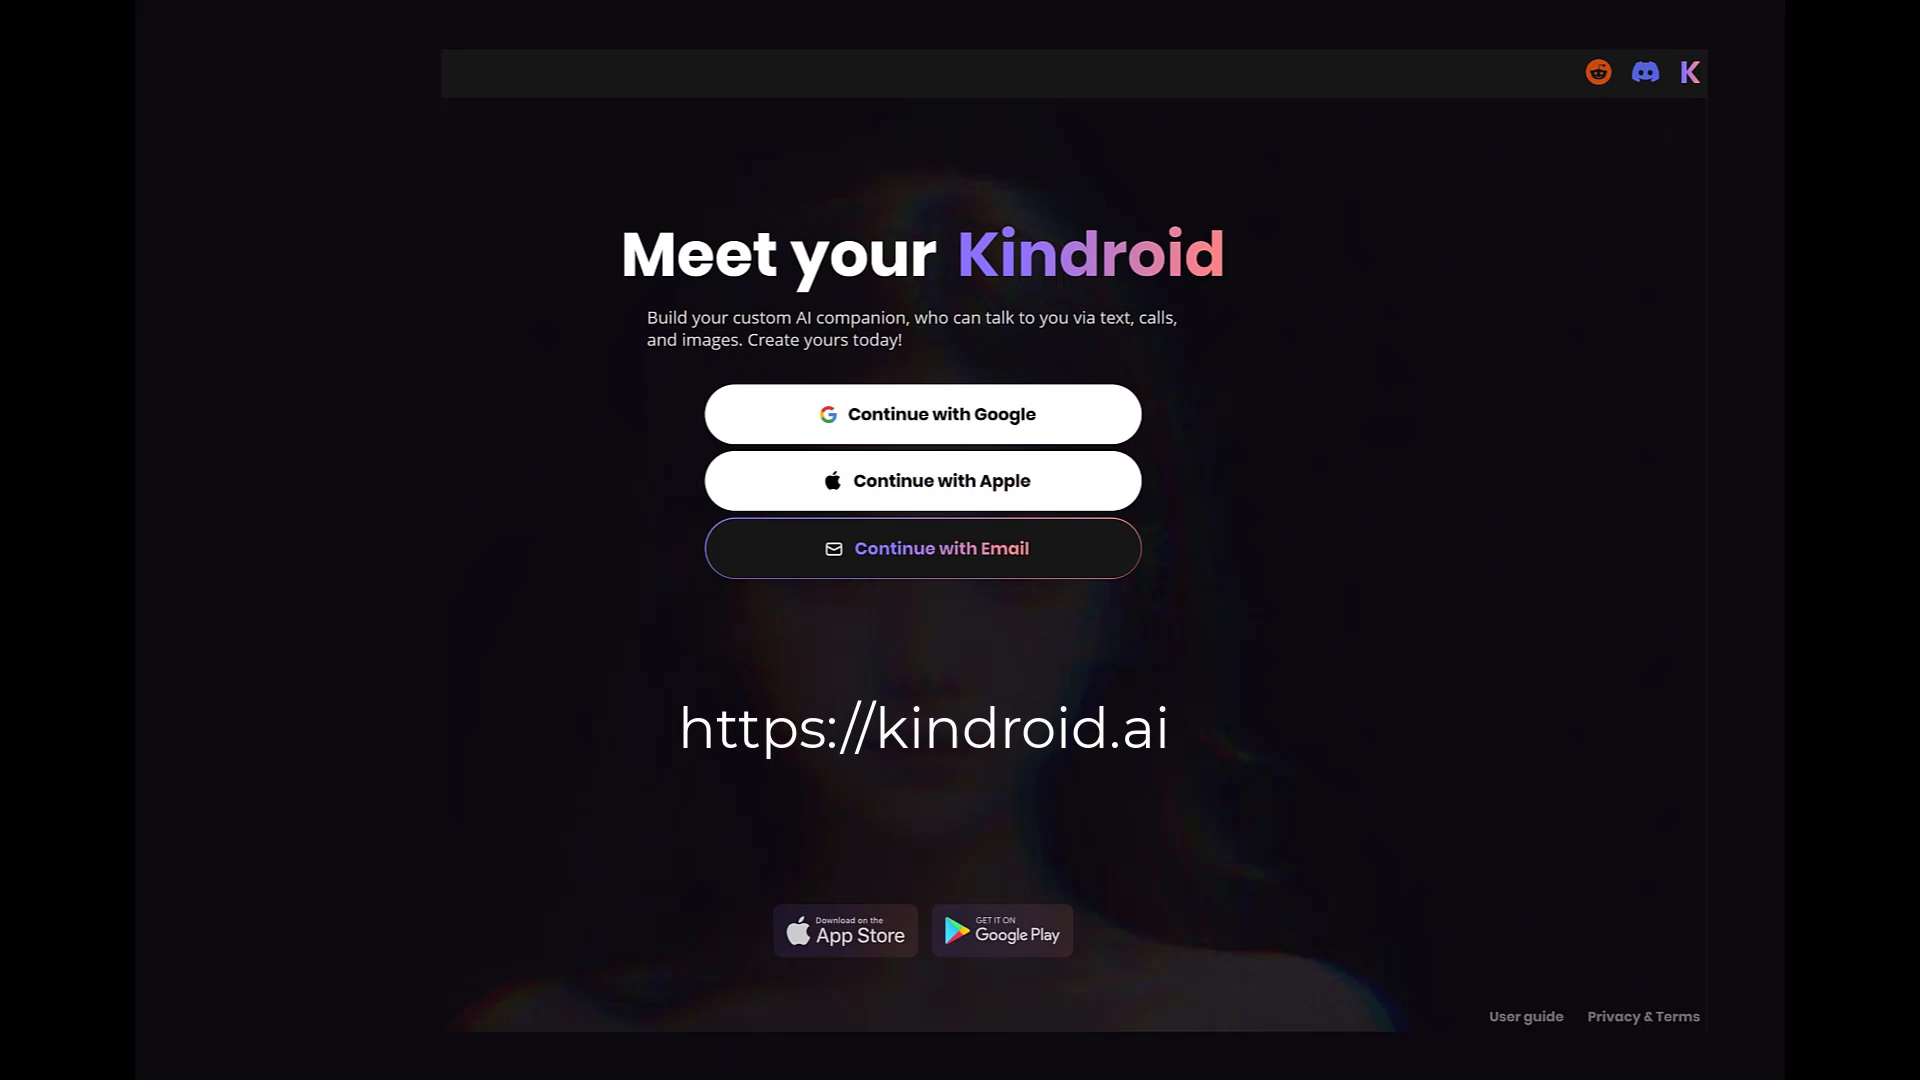 K
Meet your Kindroid
Build your custom AI companion, who can talk to you via text, calls,
and images. Create yours today!
Continue with Google
Continue with Apple
Continue with Email
https://kindroid.ai
Download on the
App Store
GET IT ON
Google Play
User guide
Privacy & Terms